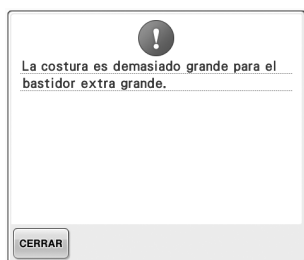 La costura es demasiado grande para el
bastidor extra grande.
CERRAR